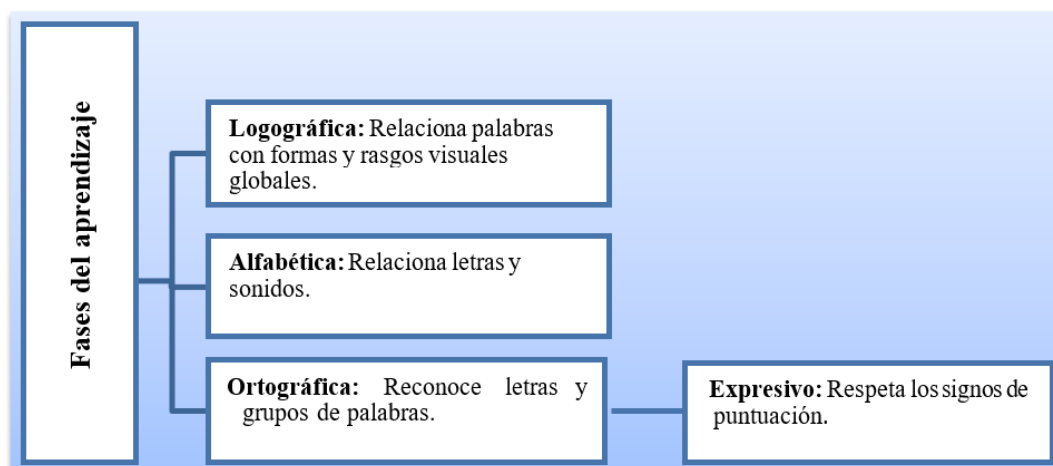 Fases del aprendizaje
Logográfica: Relaciona palabras
con formas y rasgos visuales
globales.
Alfabética: Relaciona letras y
sonidos.
Ortográfica: Reconoce letras y
grupos de palabras.
Expresivo: Respeta los signos de
puntuación.